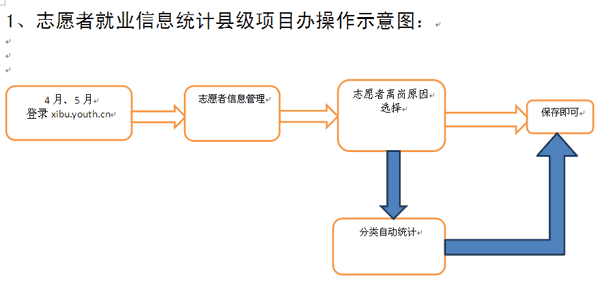 1、志愿者就业信息统计县级项目办操作示意图：
4月、5月
登录 xibu.youth.cn
志愿者信息管理
志愿者离岗原因
选择
保存即可
分类自动统计